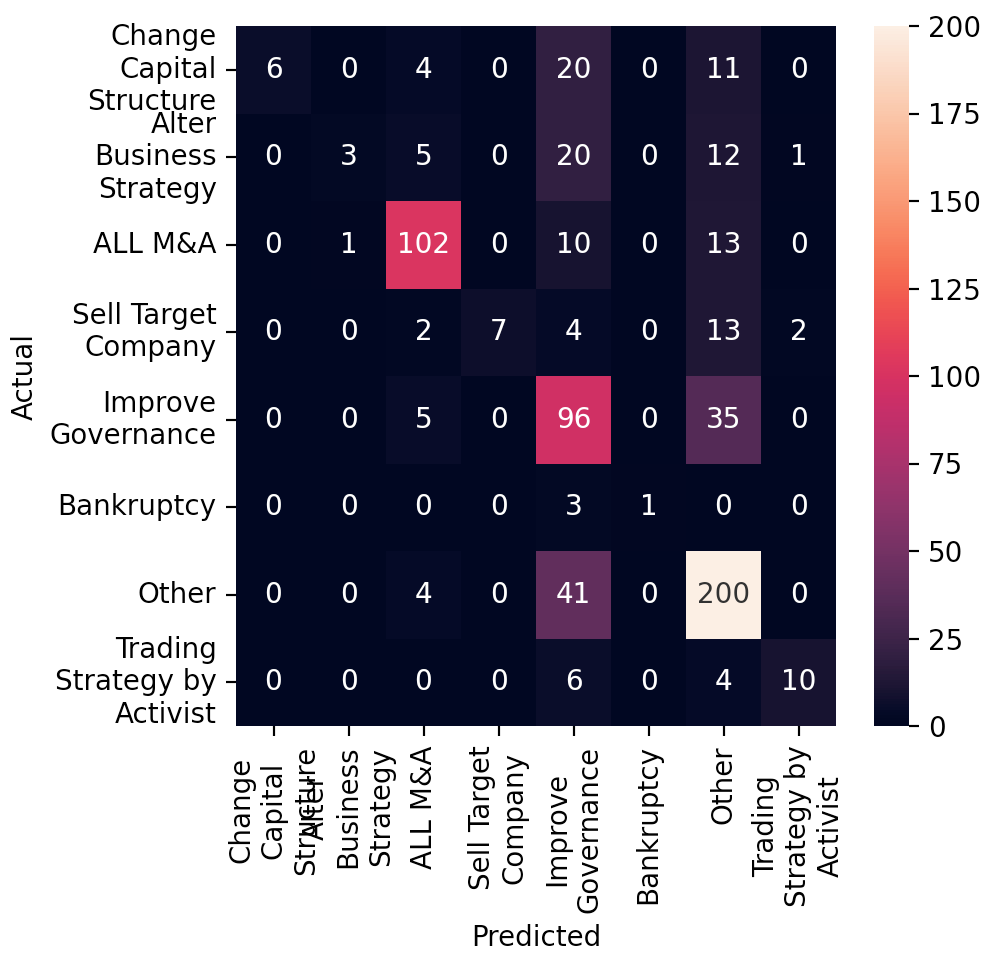 Change
Capital
Structure
6 0 4 0 20 0 11 0
Alter
Business
Strategy
0 3 5 0 20 0 12 1
ALL M&A
0 1 102 0 10 0 13 0
Sell Target
Company
0 0 2 7 4 0 13 2
Improve
Governance
0 0 5 0 96 0 35 0
Bankruptcy
0 0 0 0 3 1 0 0
Other
0 0 4 0 41 0 200 0
Trading
Strategy by
Activist
0 0 0 0 6 0 4 10
Actual
Change
Capital
Structure
Alter
Business
Strategy
ALL M&A
Sell Target
Company
Improve
Governance
Bankruptcy
Other
Trading
Strategy by
Activist
Predicted
200
175
150
125
100
75
50
25
0